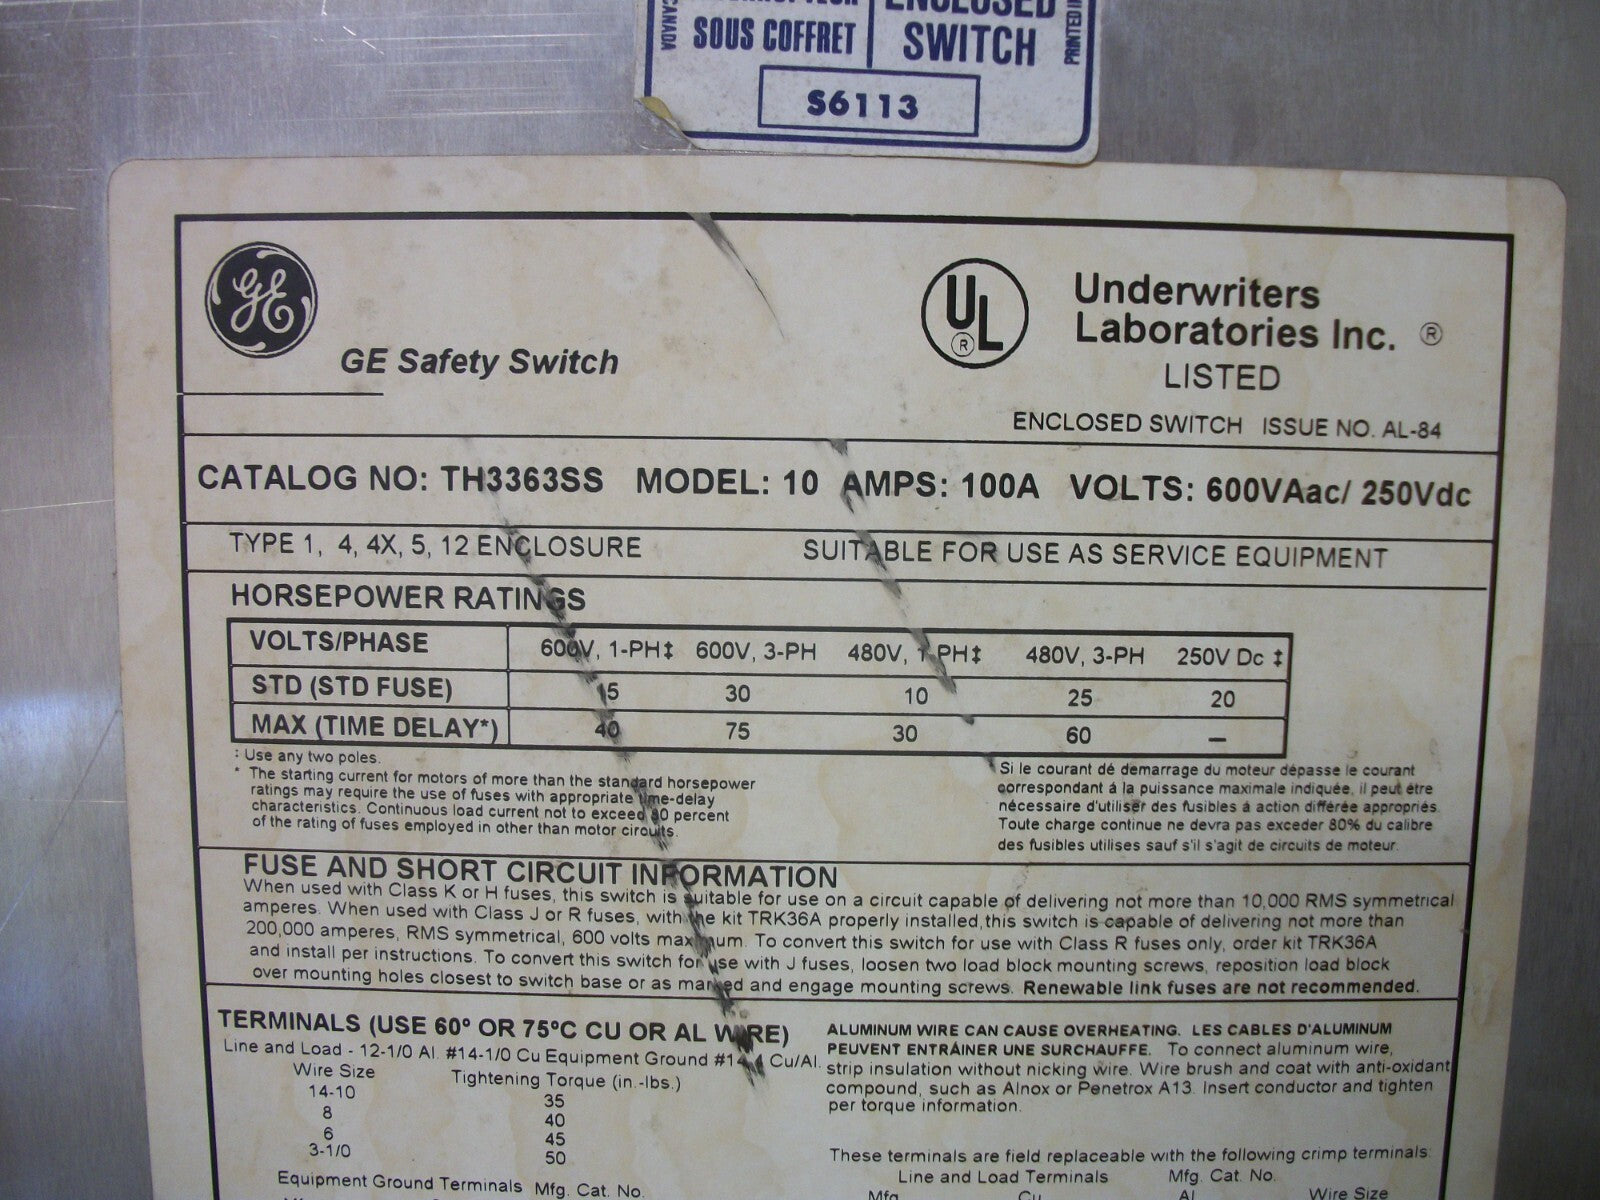 CANADA
SOUS COFFRET
ENCLOSED
SWITCH
PRINTED IN
S6113
GE
GE Safety Switch
UL ®
Underwriters
Laboratories Inc. ®
LISTED
ENCLOSED SWITCH ISSUE NO. AL-84
CATALOG NO: TH3363SS MODEL: 10 AMPS: 100A VOLTS: 600VAac/ 250Vdc
TYPE 1, 4, 4X, 5, 12 ENCLOSURE SUITABLE FOR USE AS SERVICE EQUIPMENT
HORSEPOWER RATINGS
VOLTS/PHASE 600V, 1-PH‡ 600V, 3-PH 480V, 1-PH‡ 480V, 3-PH 250V Dc ‡
STD (STD FUSE) 15 30 10 25 20
MAX (TIME DELAY*) 40 75 30 60 –
‡ Use any two poles.
* The starting current for motors of more than the standard horsepower
ratings may require the use of fuses with appropriate time-delay
characteristics. Continuous load current not to exceed 80 percent
of the rating of fuses employed in other than motor circuits.
Si le courant dé demarrage du moteur dépasse le courant
correspondant á la puissance maximale indiquée, il peut étre
nécessaire d'utiliser des fusibles á action différée appropriés.
Toute charge continue ne devra pas exceder 80% du calibre
des fusibles utilises sauf s'il s'agit de circuits de moteur.
FUSE AND SHORT CIRCUIT INFORMATION
When used with Class K or H fuses, this switch is suitable for use on a circuit capable of delivering not more than 10,000 RMS symmetrical
amperes. When used with Class J or R fuses, with the kit TRK36A properly installed, this switch is capable of delivering not more than
200,000 amperes, RMS symmetrical, 600 volts maximum. To convert this switch for use with Class R fuses only, order kit TRK36A
and install per instructions. To convert this switch for use with J fuses, loosen two load block mounting screws, reposition load block
over mounting holes closest to switch base or as marked and engage mounting screws. Renewable link fuses are not recommended.
TERMINALS (USE 60º OR 75ºC CU OR AL WIRE)
Line and Load - 12-1/0 Al. #14-1/0 Cu Equipment Ground #14-4 Cu/Al.
Wire Size Tightening Torque (in.-lbs.)
14-10 35
8 40
6 45
3-1/0 50
Equipment Ground Terminals Mfg. Cat. No.
ALUMINUM WIRE CAN CAUSE OVERHEATING. LES CABLES D'ALUMINUM
PEUVENT ENTRÁINER UNE SURCHAUFFE. To connect aluminum wire,
strip insulation without nicking wire. Wire brush and coat with anti-oxidant
compound, such as Alnox or Penetrox A13. Insert conductor and tighten
per torque information.
These terminals are field replaceable with the following crimp terminals:
Line and Load Terminals Mfg. Cat. No.
Mfg. Cu Al Wire Size